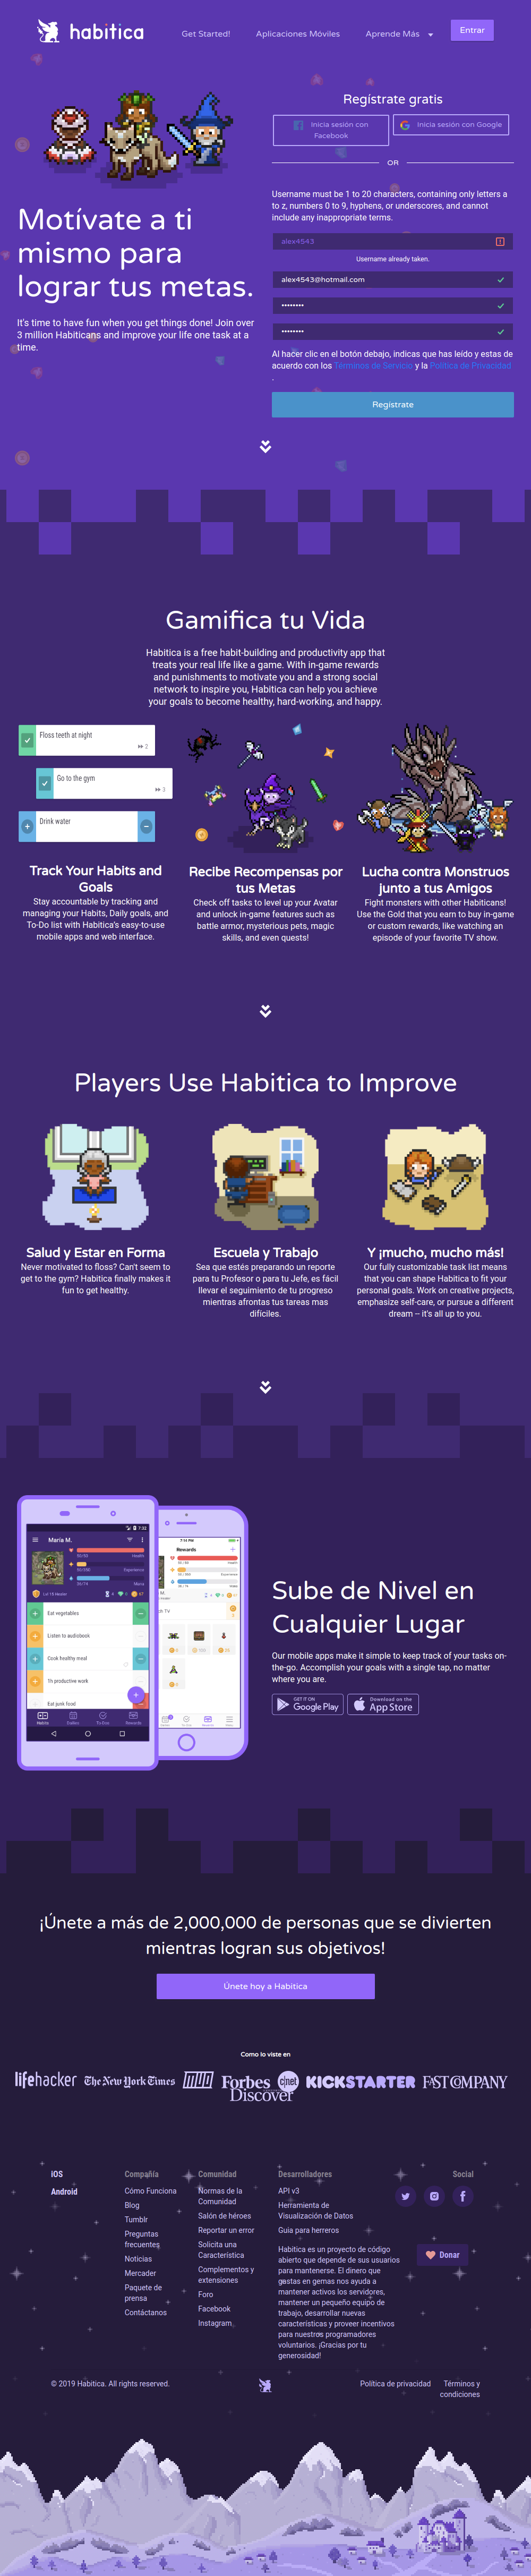 habitica
Get Started!
Aplicaciones Móviles
Aprende Más
Entrar
Motívate a ti
mismo para
lograr tus metas.
It's time to have fun when you get things done! Join over
3 million Habiticans and improve your life one task at a
time.
Regístrate gratis
Inicia sesión con
Facebook
Inicia sesión con Google
OR
Username must be 1 to 20 characters, containing only letters a
to z, numbers 0 to 9, hyphens, or underscores, and cannot
include any inappropriate terms.
alex4543
Username already taken.
alex4543@hotmail.com
••••••••
••••••••
Al hacer clic en el botón debajo, indicas que has leído y estas de
acuerdo con los Términos de Servicio y la Política de Privacidad
.
Regístrate
Gamifica tu Vida
Habitica is a free habit-building and productivity app that
treats your real life like a game. With in-game rewards
and punishments to motivate you and a strong social
network to inspire you, Habitica can help you achieve
your goals to become healthy, hard-working, and happy.
Floss teeth at night
2
Go to the gym
3
Drink water
Track Your Habits and
Goals
Stay accountable by tracking and
managing your Habits, Daily goals, and
To-Do list with Habitica's easy-to-use
mobile apps and web interface.
Recibe Recompensas por
tus Metas
Check off tasks to level up your Avatar
and unlock in-game features such as
battle armor, mysterious pets, magic
skills, and even quests!
Lucha contra Monstruos
junto a tus Amigos
Fight monsters with other Habiticans!
Use the Gold that you earn to buy in-game
or custom rewards, like watching an
episode of your favorite TV show.
Players Use Habitica to Improve
Salud y Estar en Forma
Never motivated to floss? Can't seem to
get to the gym? Habitica finally makes it
fun to get healthy.
Escuela y Trabajo
Sea que estés preparando un reporte
para tu Profesor o para tu Jefe, es fácil
llevar el seguimiento de tu progreso
mientras afrontas tus tareas mas
difíciles.
Y ¡mucho, mucho más!
Our fully customizable task list means
that you can shape Habitica to fit your
personal goals. Work on creative projects,
emphasize self-care, or pursue a different
dream -- it's all up to you.
7:32
María M.
Health
Experience
Mana
Eat vegetables
Listen to audiobook
Cook healthy meal
1h productive work
Eat junk food
Habits
Dailies
To-Dos
Rewards
7:14 PM
Rewards
Health
Experience
Mana
Sube de Nivel en
Cualquier Lugar
Our mobile apps make it simple to keep track of your tasks on-
the-go. Accomplish your goals with a single tap, no matter
where you are.
GET IT ON
Google Play
Download on the
App Store
¡Únete a más de 2,000,000 de personas que se divierten
mientras logran sus objetivos!
Únete hoy a Habitica
Como lo viste en
lifehacker
The New York Times
MUO
Forbes
c|net
KICKSTARTER
FAST COMPANY
Discover
iOS
Android
Compañía
Cómo Funciona
Blog
Tumblr
Preguntas
frecuentes
Noticias
Mercader
Paquete de
prensa
Contáctanos
Comunidad
Normas de la
Comunidad
Salón de héroes
Reportar un error
Solicita una
Característica
Complementos y
extensiones
Foro
Facebook
Instagram
Desarrolladores
API v3
Herramienta de
Visualización de Datos
Guia para herreros
Habitica es un proyecto de código
abierto que depende de sus usuarios
para mantenerse. El dinero que
gastas en gemas nos ayuda a
mantener activos los servidores,
mantener un pequeño equipo de
trabajo, desarrollar nuevas
características y proveer incentivos
para nuestros programadores
voluntarios. ¡Gracias por tu
generosidad!
Social
Donar
© 2019 Habitica. All rights reserved.
Política de privacidad
Términos y
condiciones